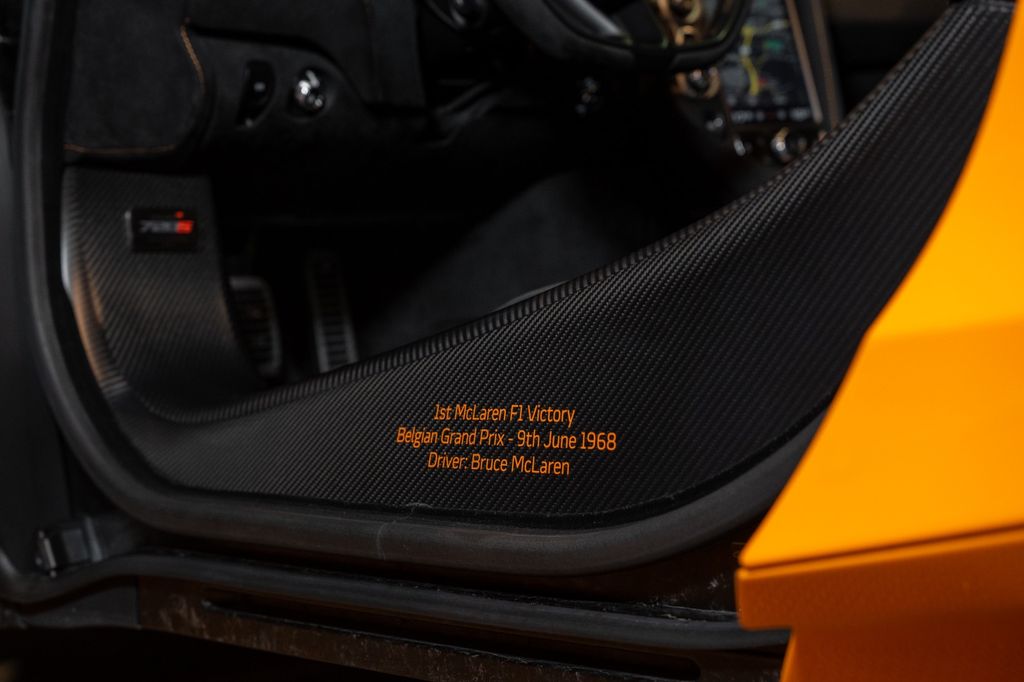 1st McLaren F1 Victory
Belgian Grand Prix - 9th June 1968
Driver: Bruce McLaren